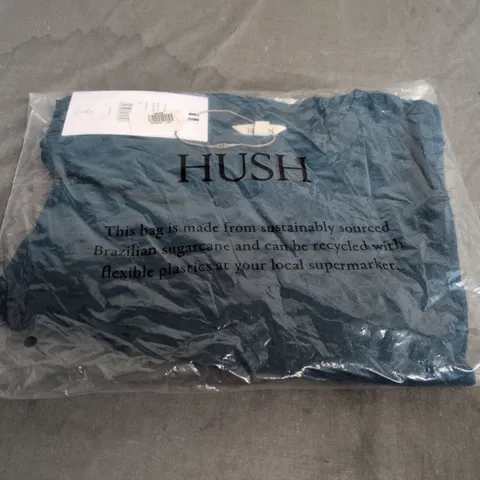 HUSH
This bag is made from sustainably sourced
Brazilian sugarcane and can be recycled with
flexible plastics at your local supermarker.